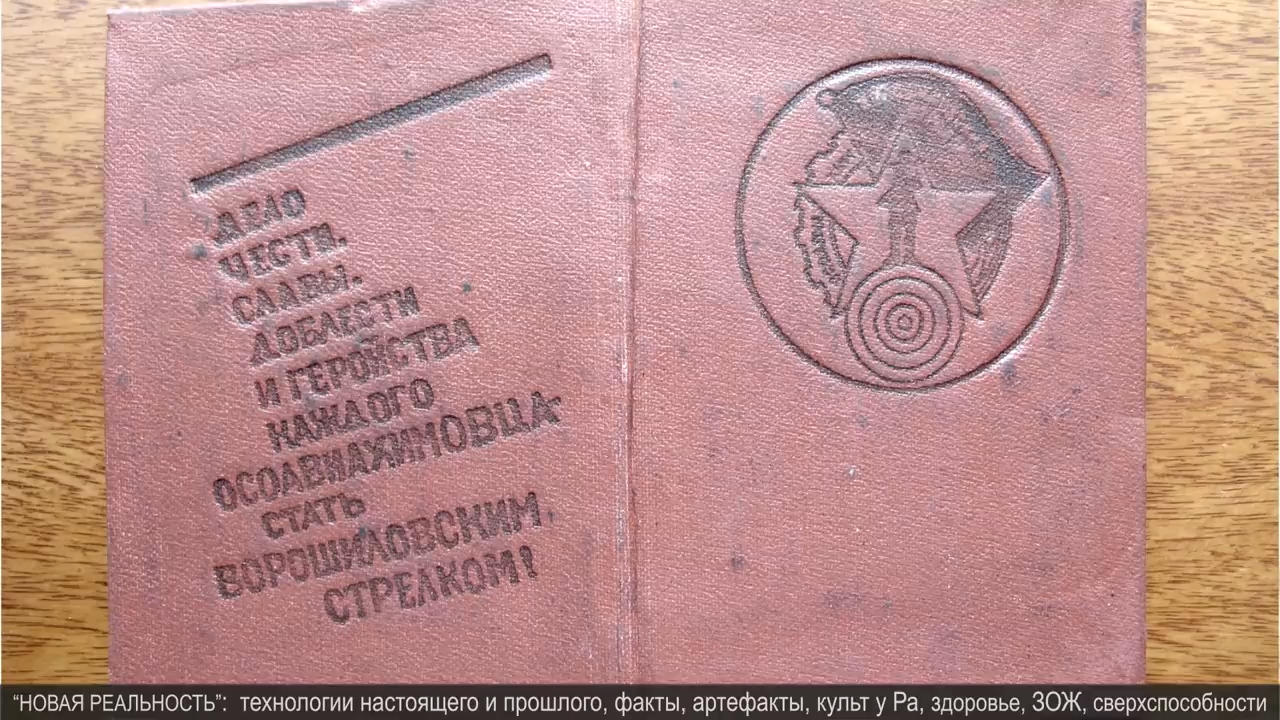 ДЕЛО
ЧЕСТИ,
СЛАВЫ,
ДОБЛЕСТИ
И ГЕРОЙСТВА
КАЖДОГО
ОСОАВИАХИМОВЦА-
СТАТЬ
ВОРОШИЛОВСКИМ
СТРЕЛКОМ!
“НОВАЯ РЕАЛЬНОСТЬ”: технологии настоящего и прошлого, факты, артефакты, культ у Ра, здоровье, ЗОЖ, сверхспособности